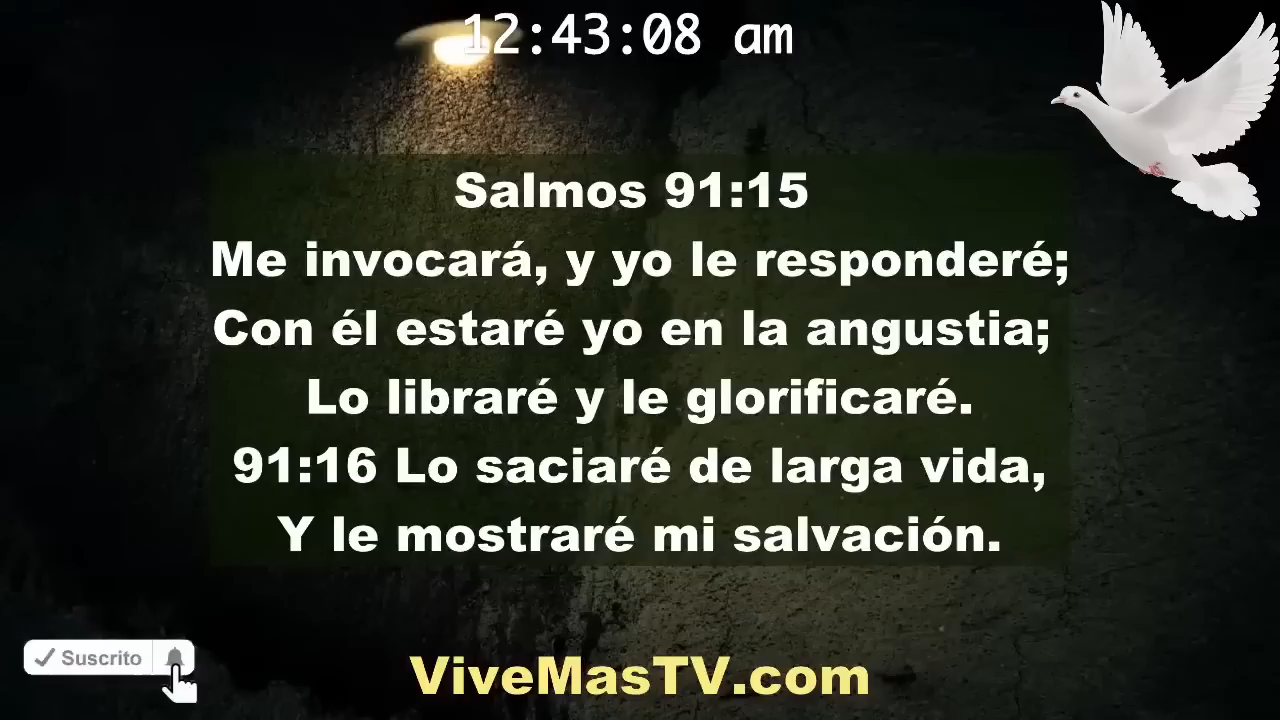 12:43:08 am
Salmos 91:15
Me invocará, y yo le responderé;
Con él estaré yo en la angustia;
Lo libraré y le glorificaré.
91:16 Lo saciaré de larga vida,
Y le mostraré mi salvación.
Suscrito
ViveMasTV.com